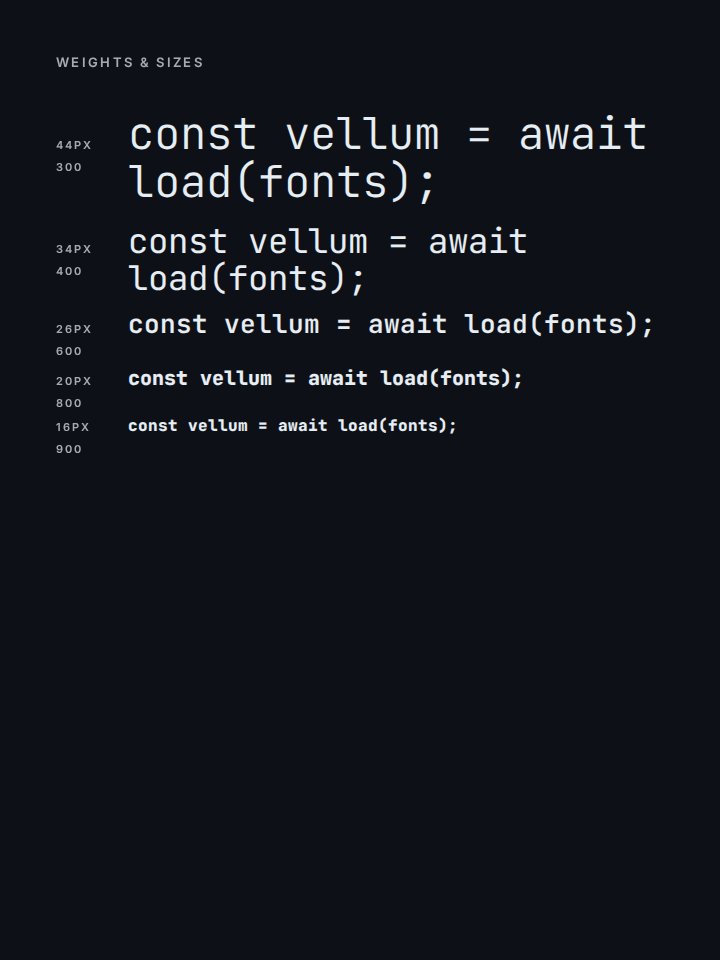 WEIGHTS & SIZES
44PX
300
const vellum = await
load(fonts);
34PX
400
const vellum = await
load(fonts);
26PX
600
const vellum = await load(fonts);
20PX
800
const vellum = await load(fonts);
16PX
900
const vellum = await load(fonts);